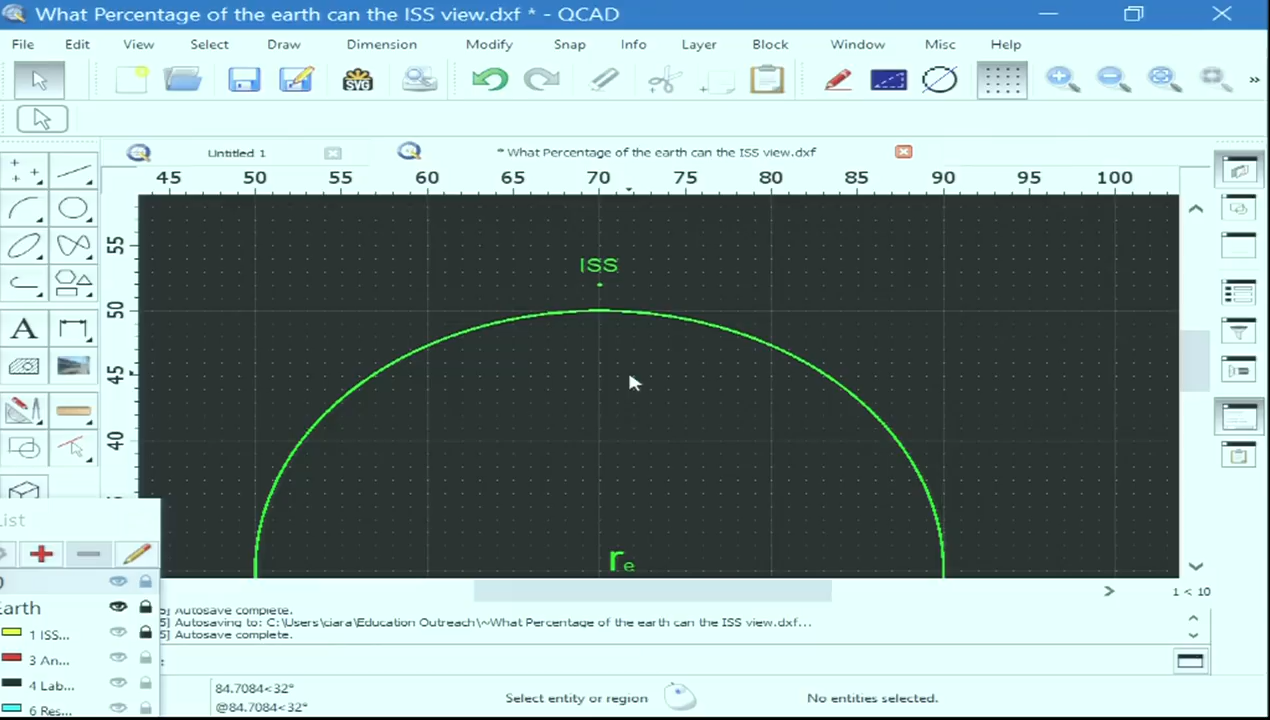 What Percentage of the earth can the ISS view.dxf * - QCAD
File Edit View Select Draw Dimension Modify Snap Info Layer Block Window Misc Help
SVG
»
Untitled 1 * What Percentage of the earth can the ISS view.dxf
45 50 55 60 65 70 75 80 85 90 95 100
55
ISS
50
45
40
A
re
List
0
Earth
1 ISS...
3 An...
4 Lab...
6 Res...
1 < 10
5] Autosave complete.
5] Autosaving to: C:\Users\ciara\Education Outreach\~What Percentage of the earth can the ISS view.dxf...
5] Autosave complete.
84.7084<32°
@84.7084<32°
Select entity or region
No entities selected.